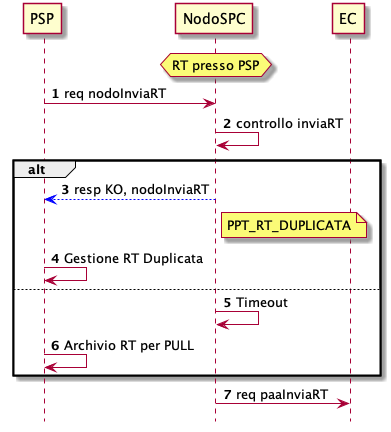 PSP
NodoSPC
EC
RT presso PSP
1 req nodoInviaRT
2 controllo inviaRT
alt
3 resp KO, nodoInviaRT
PPT_RT_DUPLICATA
4 Gestione RT Duplicata
5 Timeout
6 Archivio RT per PULL
7 req paaInviaRT